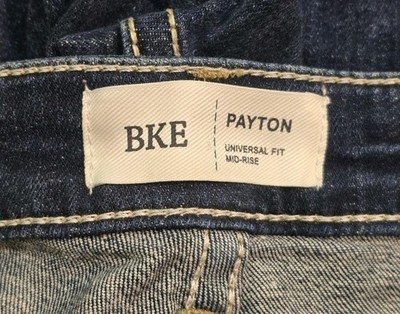 BKE
PAYTON
UNIVERSAL FIT
MID-RISE